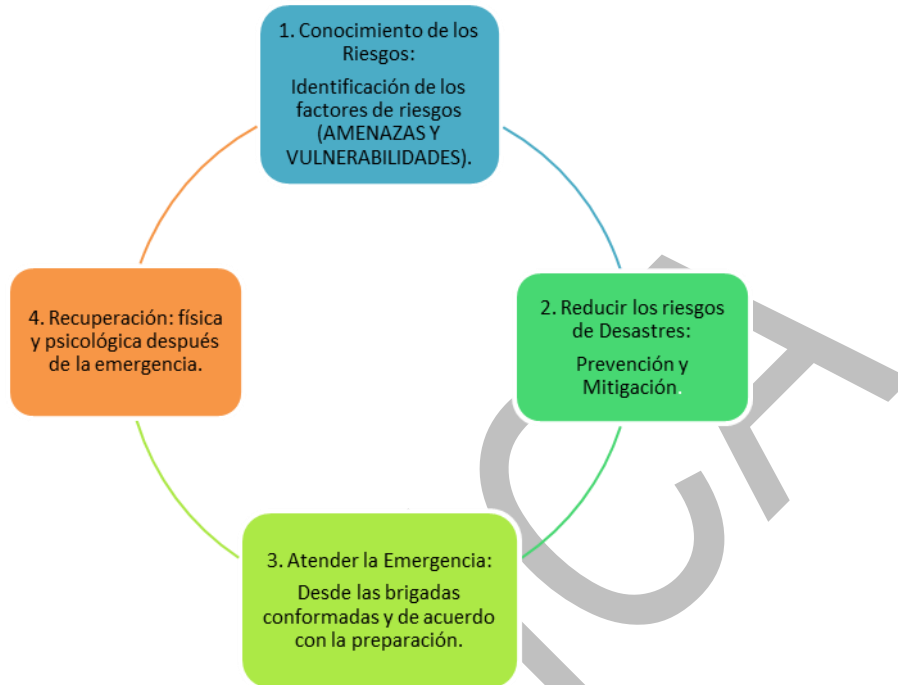 1. Conocimiento de los
Riesgos:
Identificación de los
factores de riesgos
(AMENAZAS Y
VULNERABILIDADES).
2. Reducir los riesgos
de Desastres:
Prevención y
Mitigación.
3. Atender la Emergencia:
Desde las brigadas
conformadas y de acuerdo
con la preparación.
4. Recuperación: física
y psicológica después
de la emergencia.
CA